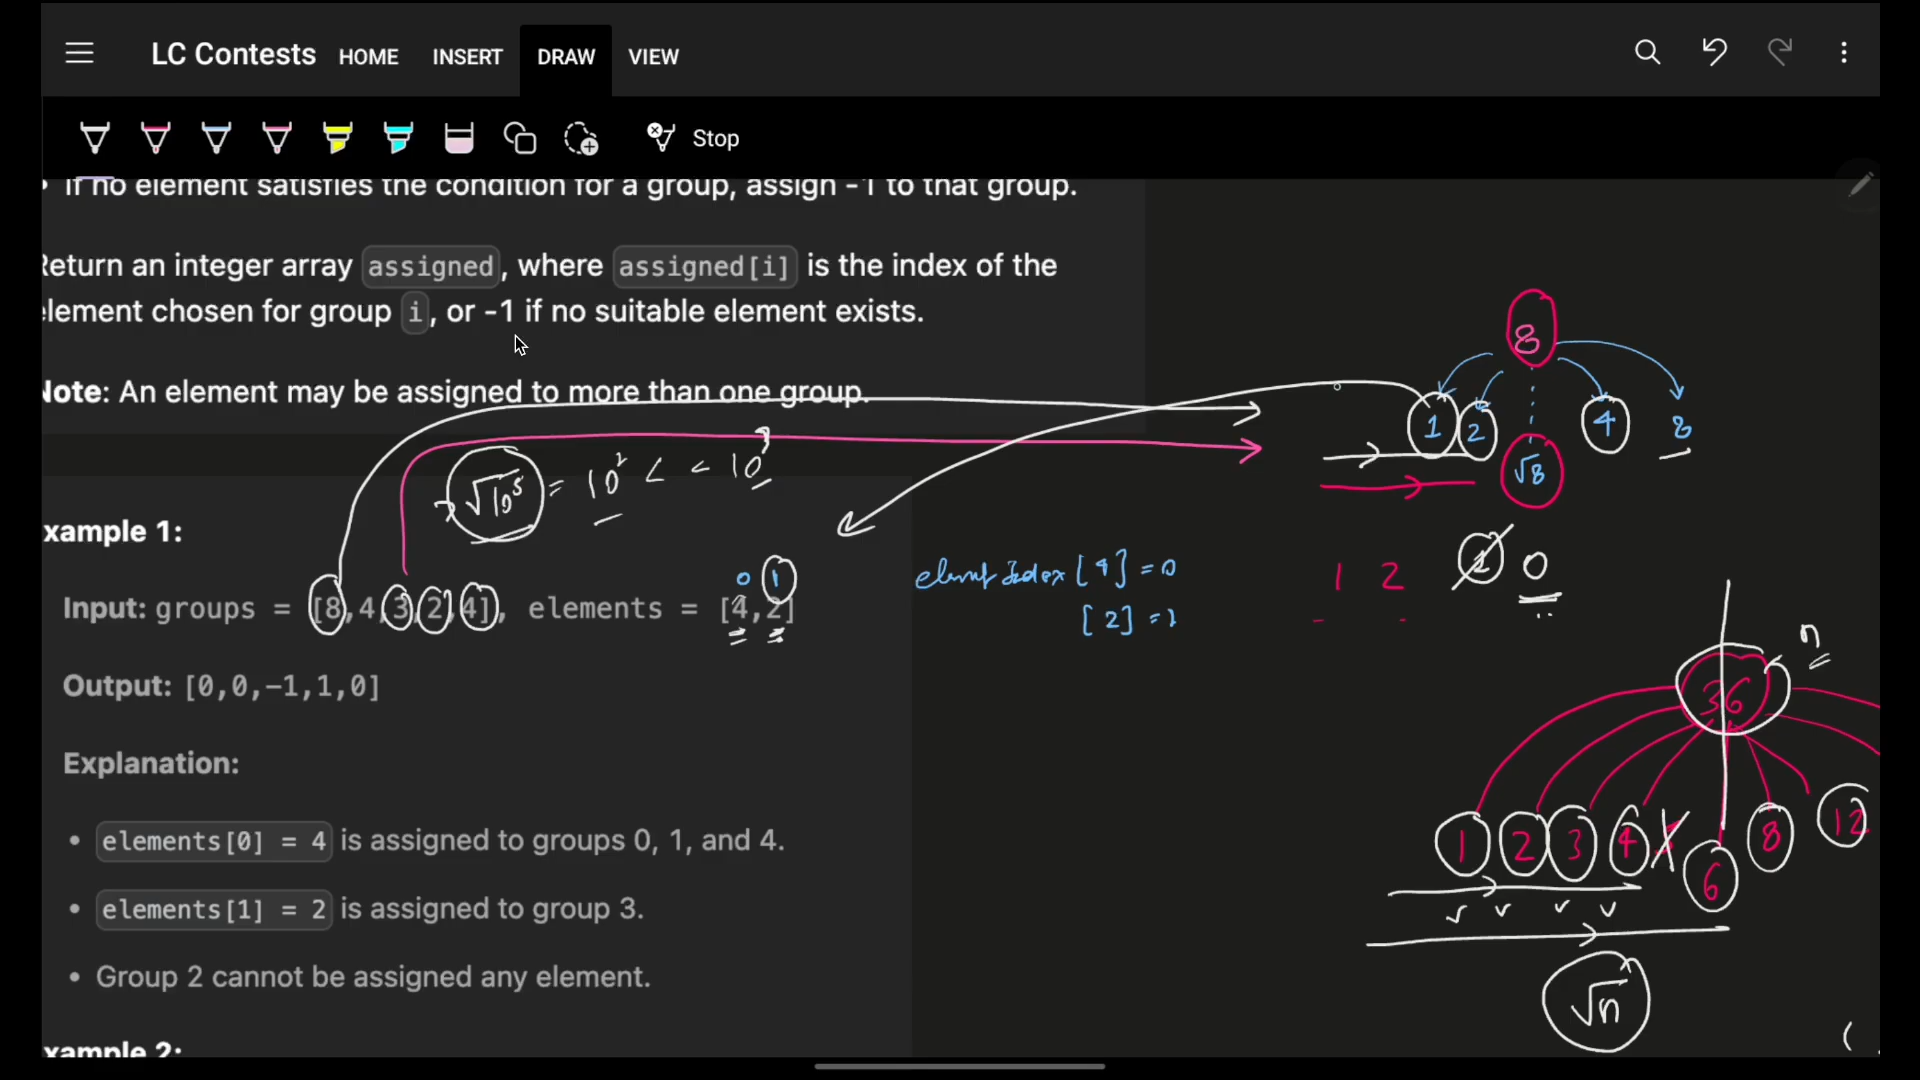 LC Contests HOME INSERT DRAW VIEW
Stop
If no element satisfies the condition for a group, assign -1 to that group.
Return an integer array assigned, where assigned[i] is the index of the
element chosen for group i, or -1 if no suitable element exists.
Note: An element may be assigned to more than one group.
8
1 2 4 8
√8
√10⁵ = 10² < < 10
xample 1:
0 1
[4] = 0
[2] = 1
1 2 0
Input: groups = [8,4,3,2,4], elements = [4,2]
Output: [0,0,-1,1,0]
n
36
Explanation:
1 2 3 4 6 8 12
elements[0] = 4 is assigned to groups 0, 1, and 4.
elements[1] = 2 is assigned to group 3.
Group 2 cannot be assigned any element.
√n
xample 2: